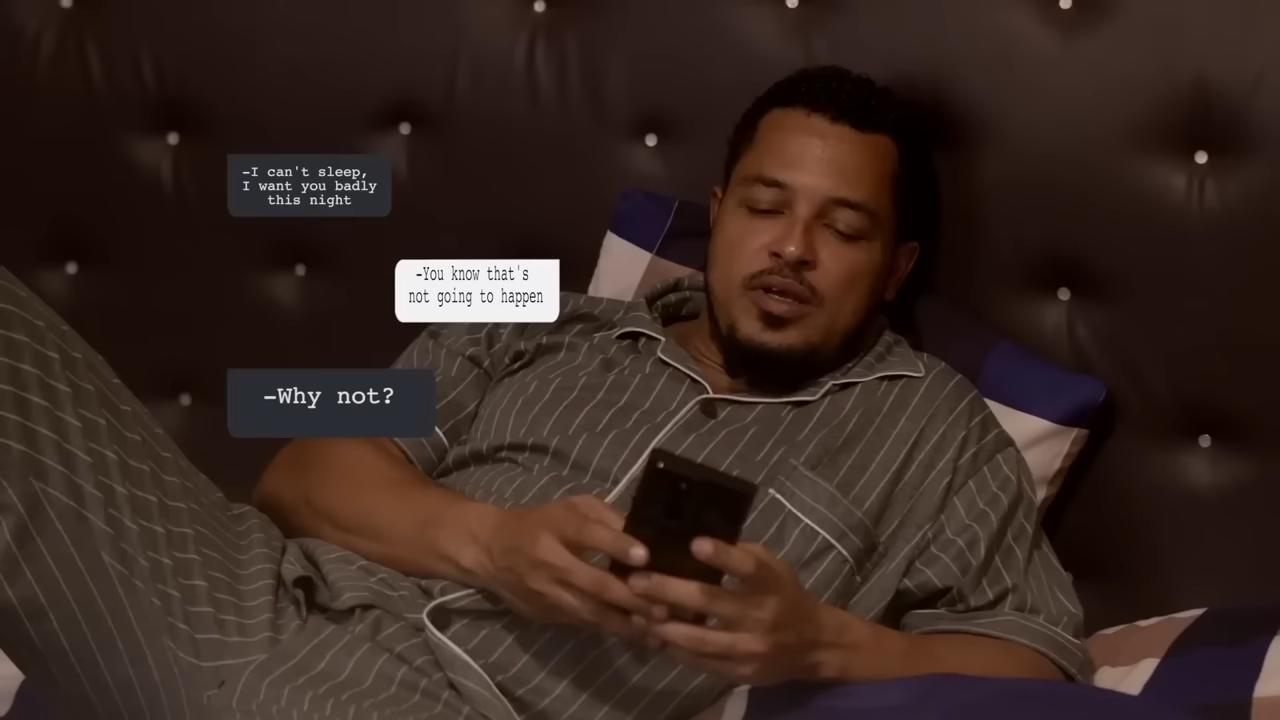 -I can't sleep,
I want you badly
this night
-You know that's
not going to happen
-Why not?